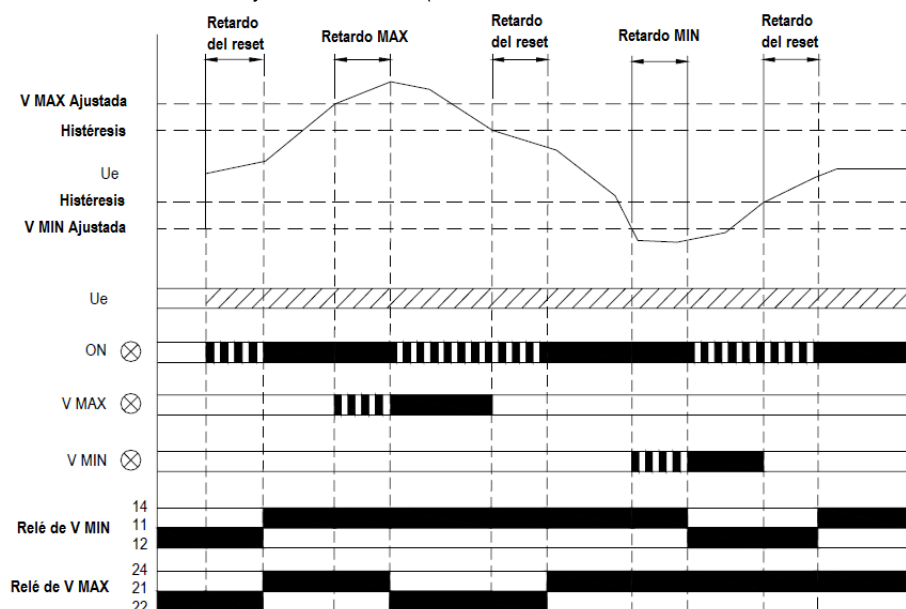 Retardo
del reset
Retardo MAX
Retardo
del reset
Retardo MIN
Retardo
del reset
V MAX Ajustada
Histéresis
Ue
Histéresis
V MIN Ajustada
Ue
ON
V MAX
V MIN
Relé de V MIN
14
11
12
Relé de V MAX
24
21
22